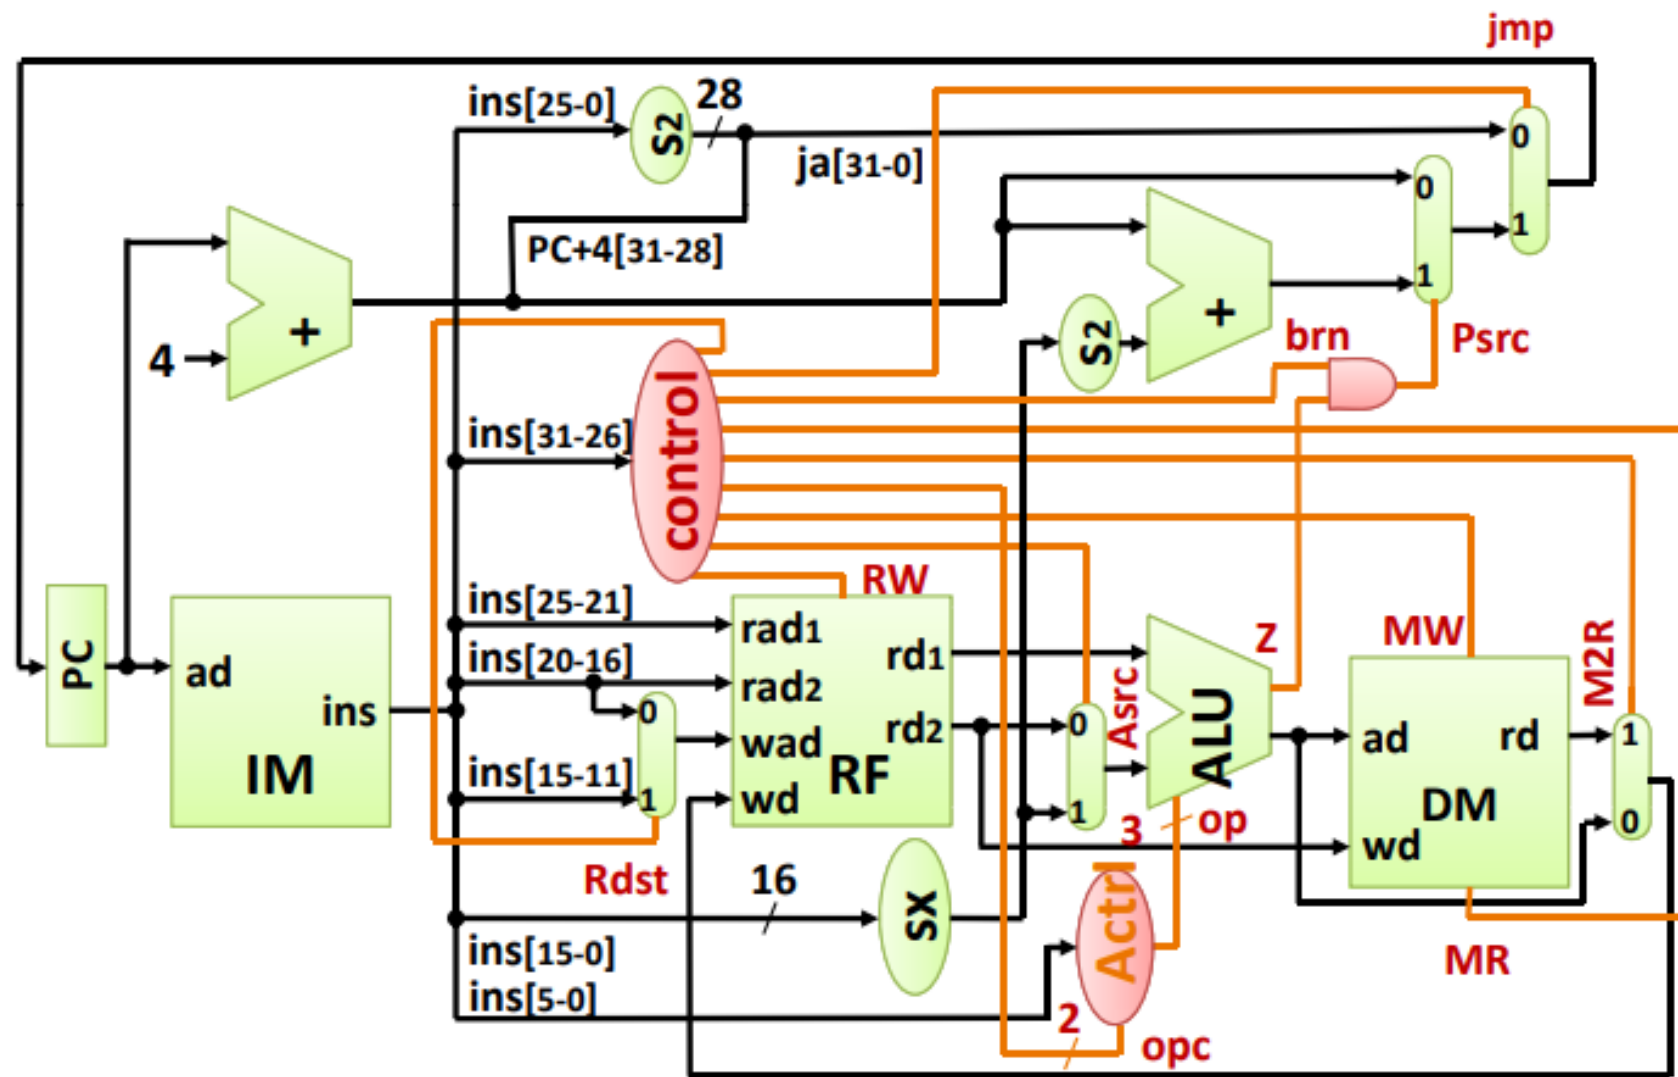 jmp
ins[25-0]
S2
28
0
ja[31-0]
0
1
PC+4[31-28]
+
4
1
S2
+
brn
Psrc
control
ins[31-26]
RW
ins[25-21]
rad1
rd1
Z
MW
M2R
PC
ad
ins[20-16]
rad2
Asrc
ins
0
rd2
0
ALU
ad
rd
1
IM
wad
RF
DM
ins[15-11]
1
wd
1
3
op
wd
0
Rdst
16
sx
Actrl
ins[15-0]
MR
ins[5-0]
2
opc